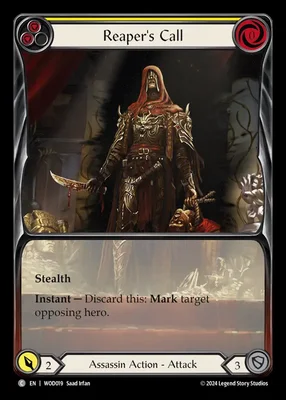 Reaper's Call
Stealth
Instant — Discard this: Mark target
opposing hero.
2
Assassin Action - Attack
3
C EN | WOD019 Saad Irfan
© 2024 Legend Story Studios